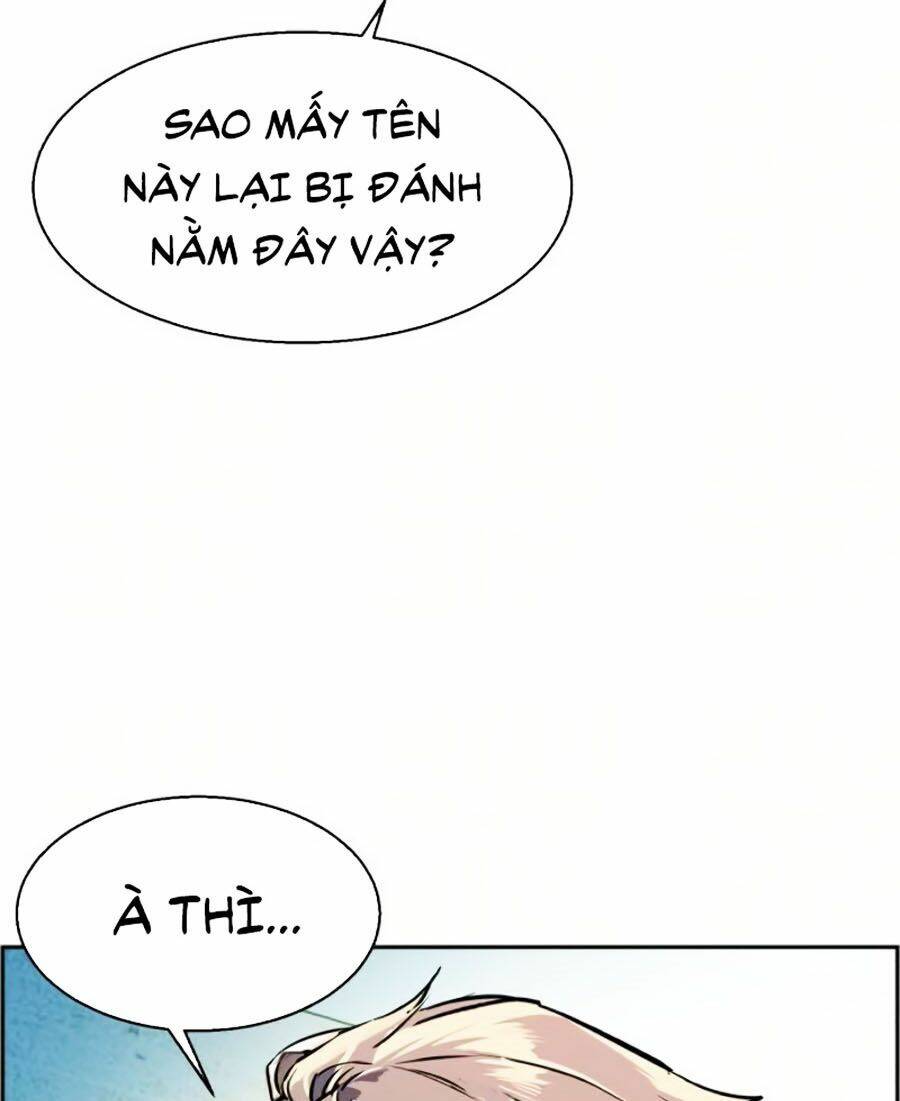 SAO MẤY TÊN
NÀY LẠI BỊ ĐÁNH
NẰM ĐÂY VẬY?
À THÌ...